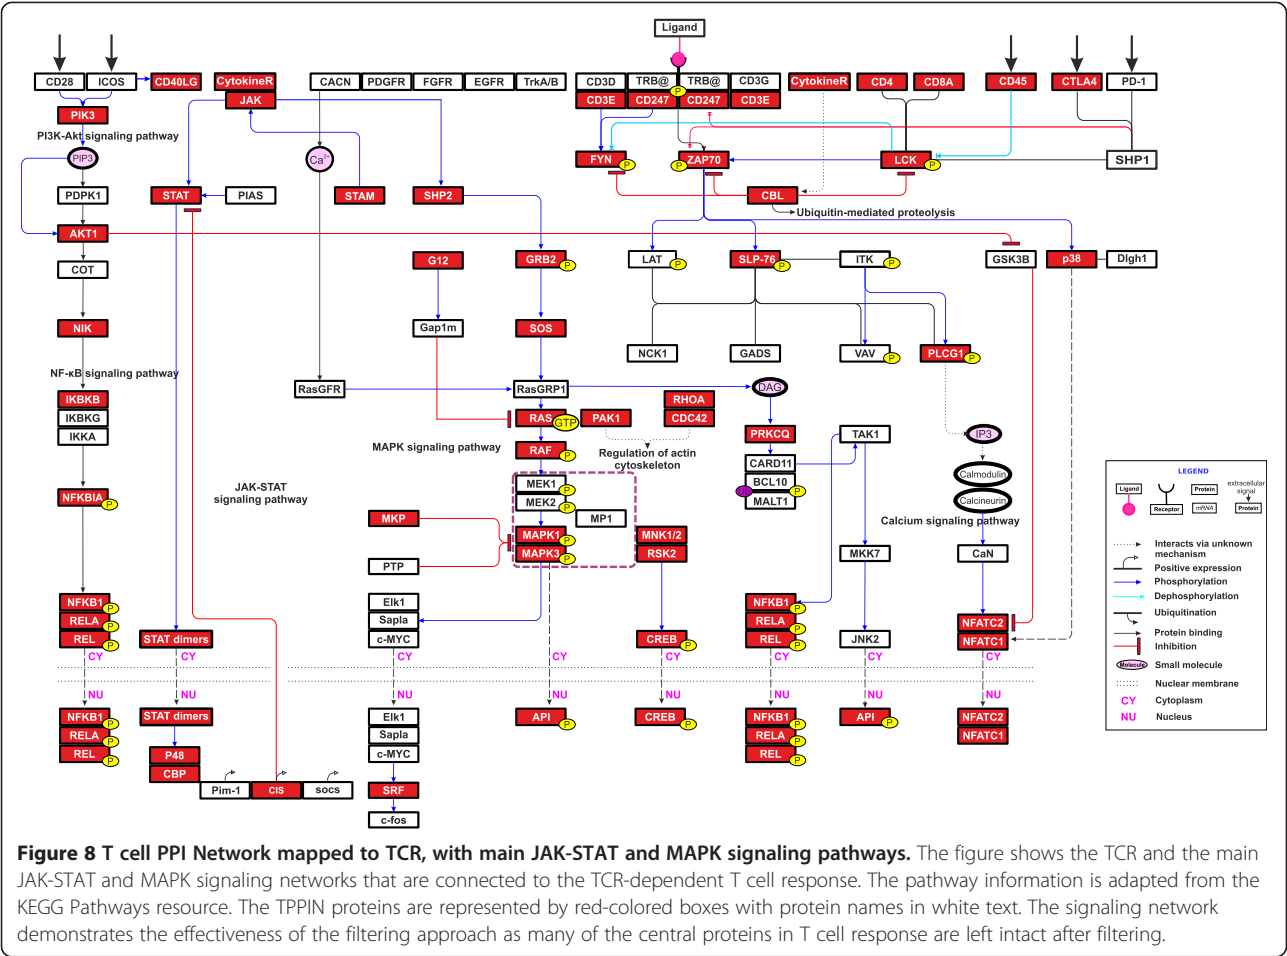 Ligand
CD28 ICOS CD40LG CytokineR CACN PDGFR FGFR EGFR TrkA/B CD3D TRB@ TRB@ CD3G CytokineR CD4 CD8A CD45 CTLA4 PD-1
JAK CD3E CD247 P CD247 CD3E
PIK3
PI3K-Akt signaling pathway
PIP3 Ca2+ FYN P P ZAP70 LCK P SHP1
PDPK1 STAT PIAS STAM SHP2 CBL
Ubiquitin-mediated proteolysis
AKT1
COT G12 GRB2 P LAT P SLP-76 P ITK P GSK3B p38 Dlgh1
NIK Gap1m SOS
NCK1 GADS VAV P PLCG1 P
NF-κB signaling pathway
RasGFR RasGRP1 DAG
IKBKB RHOA
IKBKG RAS GTP PAK1 CDC42
IKKA PRKCQ TAK1 IP3
MAPK signaling pathway RAF P Regulation of actin
cytoskeleton
CARD11 Calmodulin
JAK-STAT
signaling pathway
MEK1 P BCL10 P
NFKBIA P MEK2 P MALT1 Calcineurin
MKP MP1 Calcium signaling pathway
MAPK1 P MNK1/2
PTP MAPK3 P RSK2 MKK7 CaN
NFKB1 P Elk1 NFKB1 P
RELA P Sapla RELA P NFATC2
REL P STAT dimers c-MYC CREB P REL P JNK2 NFATC1
CY CY CY CY CY CY CY CY
NU NU NU NU NU NU NU NU
NFKB1 P STAT dimers Elk1 API P CREB P NFKB1 P API P NFATC2
RELA P Sapla RELA P NFATC1
REL P P48 c-MYC REL P
CBP
Pim-1 CIS socs SRF
c-fos
LEGEND
Ligand Receptor Protein mRNA extracellular
signal
Protein
Interacts via unknown
mechanism
Positive expression
Phosphorylation
Dephosphorylation
Ubiquitination
Protein binding
Inhibition
Molecule Small molecule
Nuclear membrane
CY Cytoplasm
NU Nucleus
Figure 8 T cell PPI Network mapped to TCR, with main JAK-STAT and MAPK signaling pathways. The figure shows the TCR and the main
JAK-STAT and MAPK signaling networks that are connected to the TCR-dependent T cell response. The pathway information is adapted from the
KEGG Pathways resource. The TPPIN proteins are represented by red-colored boxes with protein names in white text. The signaling network
demonstrates the effectiveness of the filtering approach as many of the central proteins in T cell response are left intact after filtering.